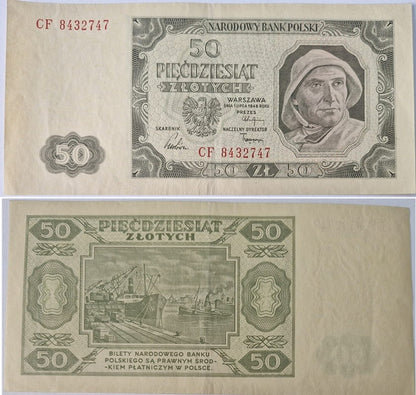 NARODOWY BANK POLSKI
CF 8432747
50
PIĘĆDZIESIĄT
ZŁOTYCH
WARSZAWA
DNIA 1 LIPCA 1948 ROKU
PREZES
SKARBNIK
NACZELNY DYREKTOR
CF 8432747
50
50 ZŁ 50
PIĘĆDZIESIĄT
ZŁOTYCH
50
50
50
50
BILETY NARODOWEGO BANKU
POLSKIEGO SĄ PRAWNYM ŚROD-
KIEM PŁATNICZYM W POLSCE.